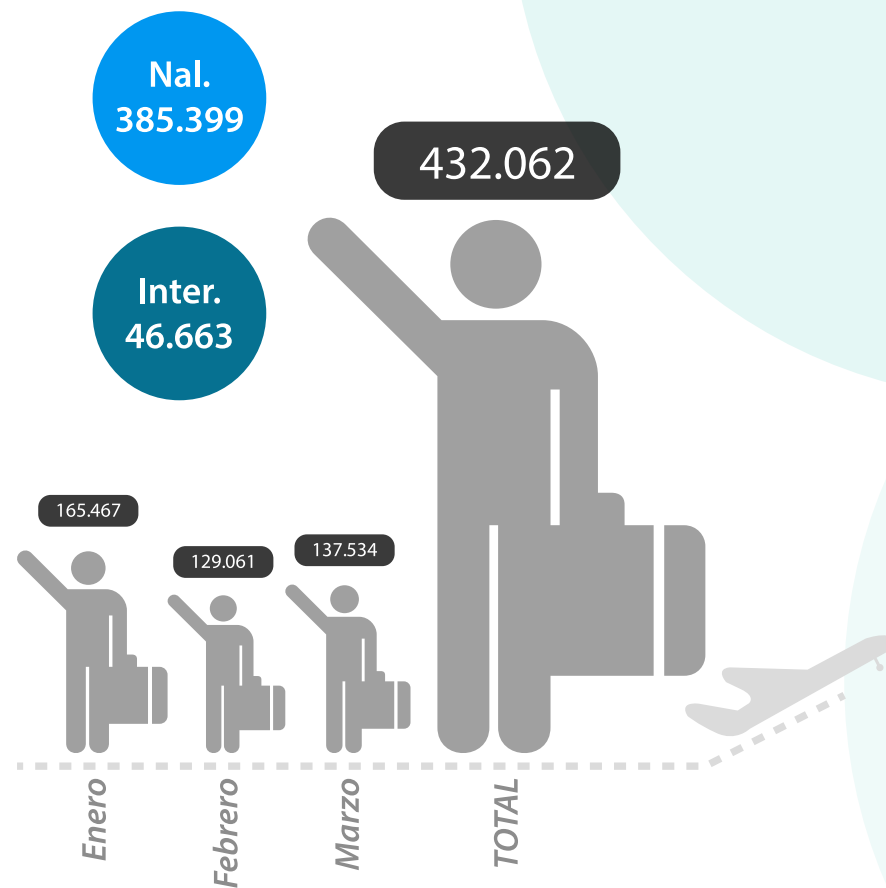 Nal.
385.399
432.062
Inter.
46.663
165.467
129.061
137.534
Enero
Febrero
Marzo
TOTAL